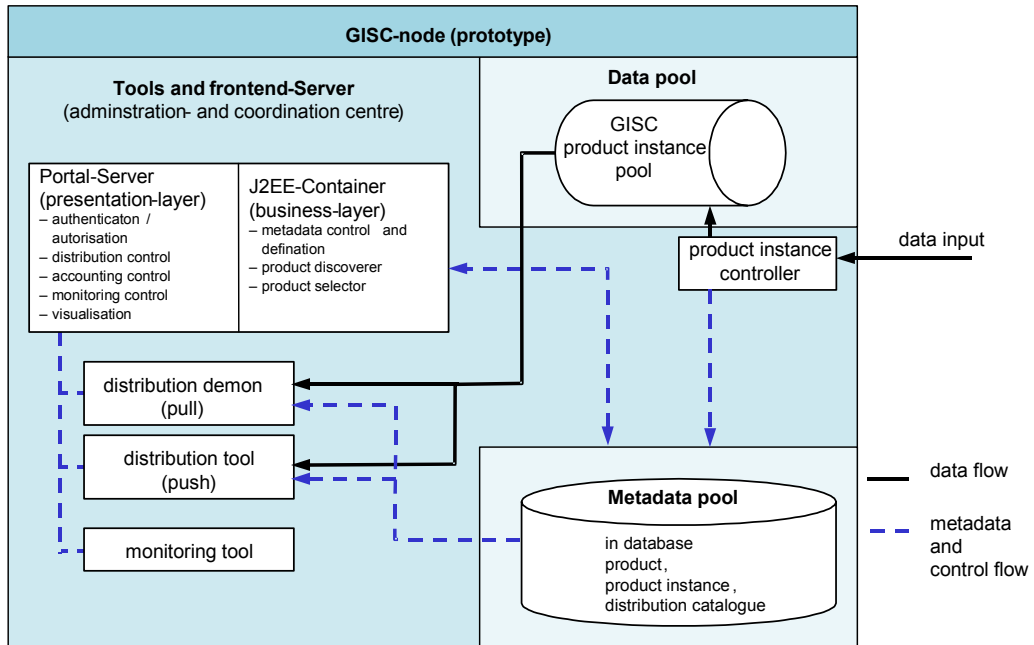 GISC-node (prototype)
Tools and frontend-Server
(adminstration- and coordination centre)
Portal-Server
(presentation-layer)
– authenticaton /
autorisation
– distribution control
– accounting control
– monitoring control
– visualisation
J2EE-Container
(business-layer)
– metadata control and
defination
– product discoverer
– product selector
distribution demon
(pull)
distribution tool
(push)
monitoring tool
Data pool
GISC
product instance
pool
product instance
controller
data input
Metadata pool
in database
product,
product instance,
distribution catalogue
data flow
metadata
and
control flow